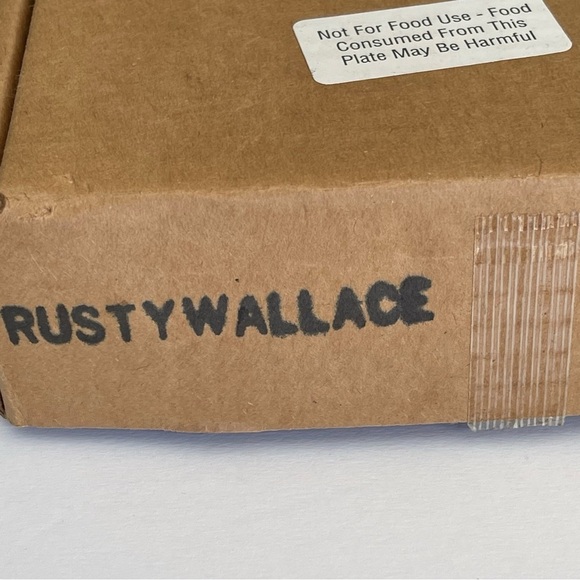 Not For Food Use - Food
Consumed From This
Plate May Be Harmful
RUSTYWALLACE